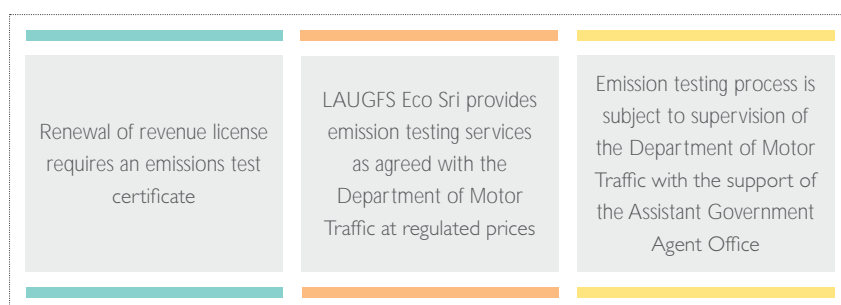 Renewal of revenue license
requires an emissions test
certificate
LAUGFS Eco Sri provides
emission testing services
as agreed with the
Department of Motor
Traffic at regulated prices
Emission testing process is
subject to supervision of
the Department of Motor
Traffic with the support of
the Assistant Government
Agent Office